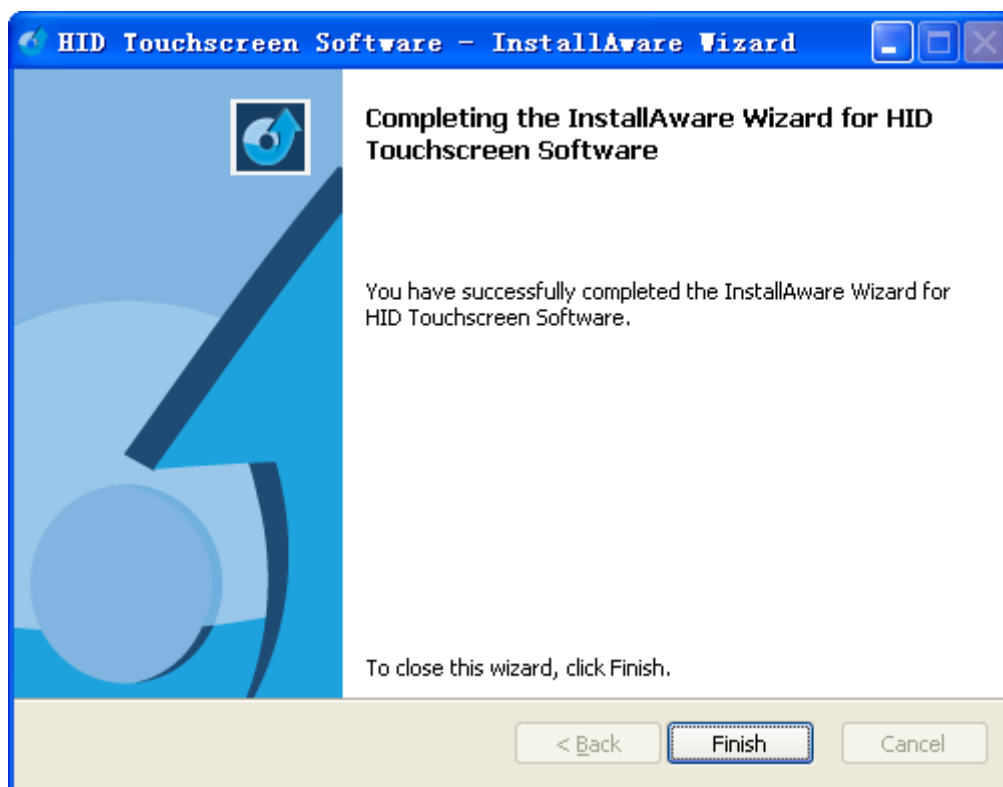 HID Touchscreen Software - InstallAware Wizard
Completing the InstallAware Wizard for HID
Touchscreen Software
You have successfully completed the InstallAware Wizard for
HID Touchscreen Software.
To close this wizard, click Finish.
< Back Finish Cancel